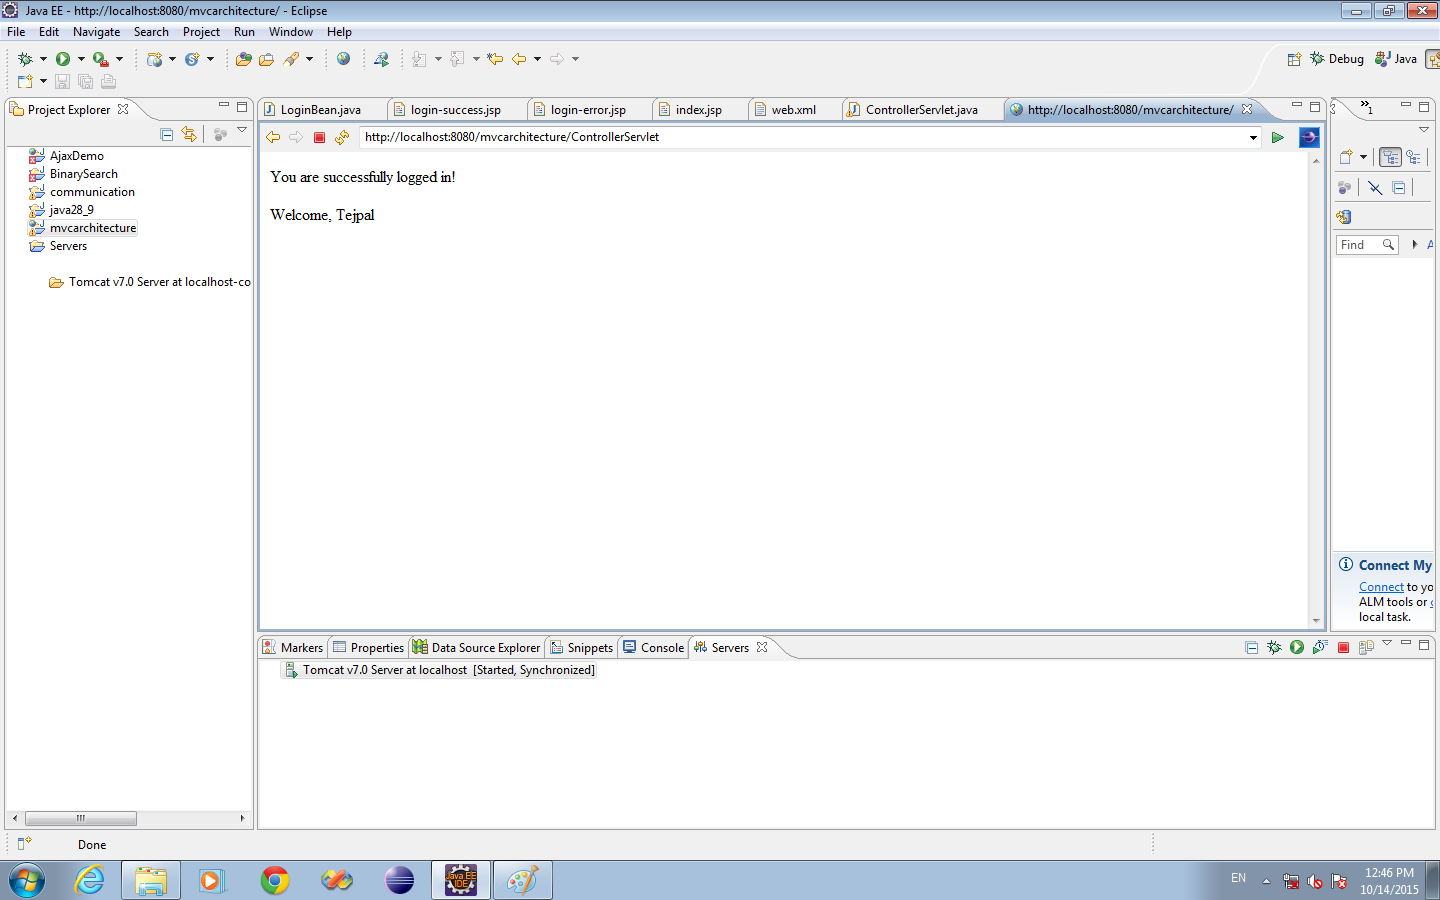 Java EE - http://localhost:8080/mvcarchitecture/ - Eclipse
File Edit Navigate Search Project Run Window Help
Debug Java
Project Explorer
LoginBean.java login-success.jsp login-error.jsp index.jsp web.xml ControllerServlet.java http://localhost:8080/mvcarchitecture/
»1
http://localhost:8080/mvcarchitecture/ControllerServlet
AjaxDemo
BinarySearch
communication
java28_9
mvcarchitecture
Servers
Tomcat v7.0 Server at localhost-co
You are successfully logged in!
Welcome, Tejpal
Find A
Connect My
Connect to yo
ALM tools or
local task.
Markers Properties Data Source Explorer Snippets Console Servers
Tomcat v7.0 Server at localhost [Started, Synchronized]
Done
Java EE
IDE
EN
12:46 PM
10/14/2015